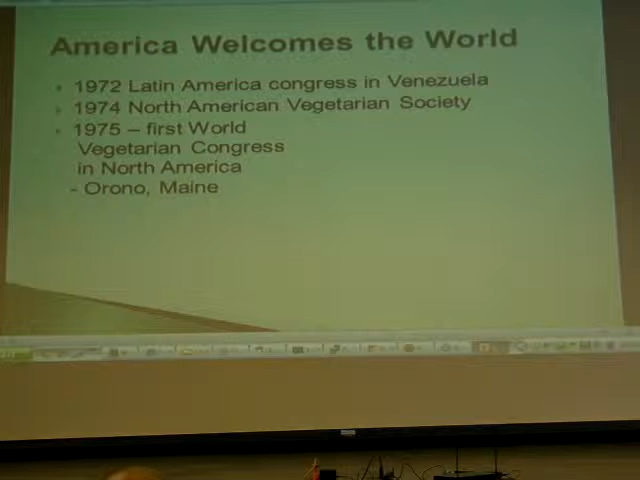 America Welcomes the World
• 1972 Latin America congress in Venezuela
• 1974 North American Vegetarian Society
• 1975 – first World
Vegetarian Congress
in North America
- Orono, Maine